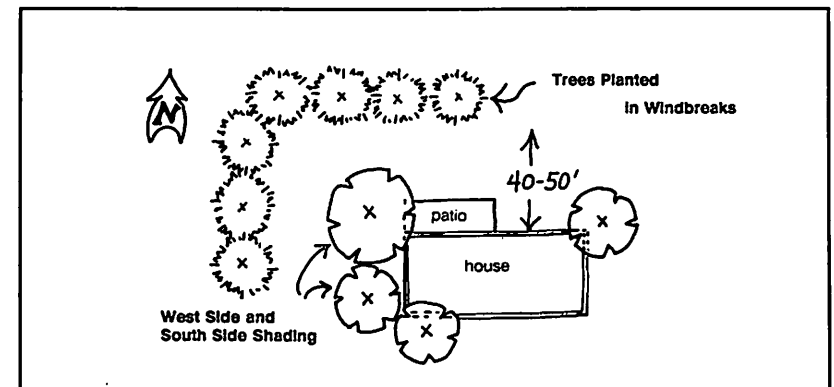 N
Trees Planted
In Windbreaks
40-50'
patio
house
West Side and
South Side Shading